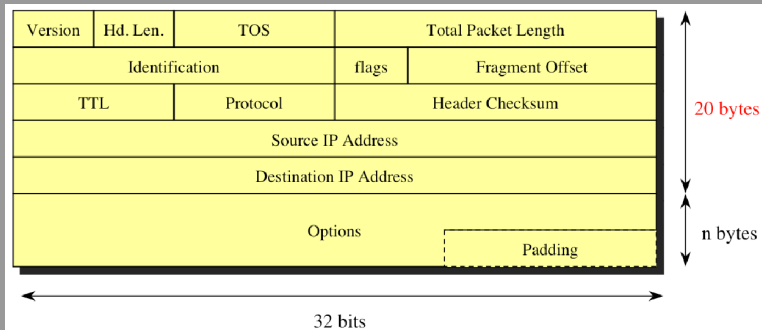 Version Hd. Len. TOS Total Packet Length
Identification flags Fragment Offset
TTL Protocol Header Checksum
20 bytes
Source IP Address
Destination IP Address
Options
n bytes
Padding
32 bits